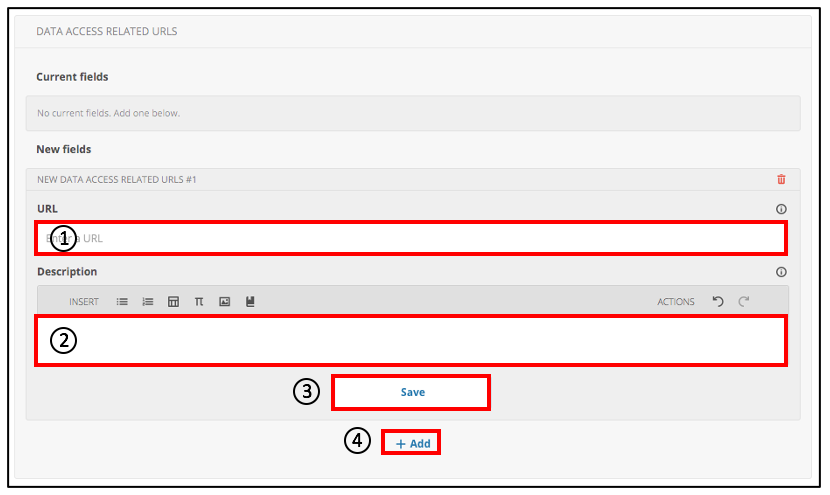 DATA ACCESS RELATED URLS
Current fields
No current fields. Add one below.
New fields
NEW DATA ACCESS RELATED URLS #1
URL
① Enter a URL
Description
INSERT π ACTIONS
②
③ Save
④ + Add